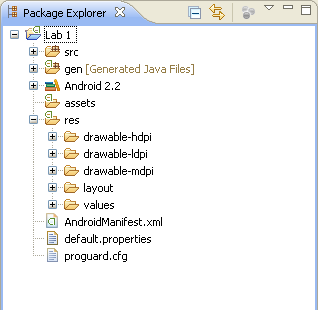 Package Explorer
Lab 1
src
gen [Generated Java Files]
Android 2.2
assets
res
drawable-hdpi
drawable-ldpi
drawable-mdpi
layout
values
AndroidManifest.xml
default.properties
proguard.cfg